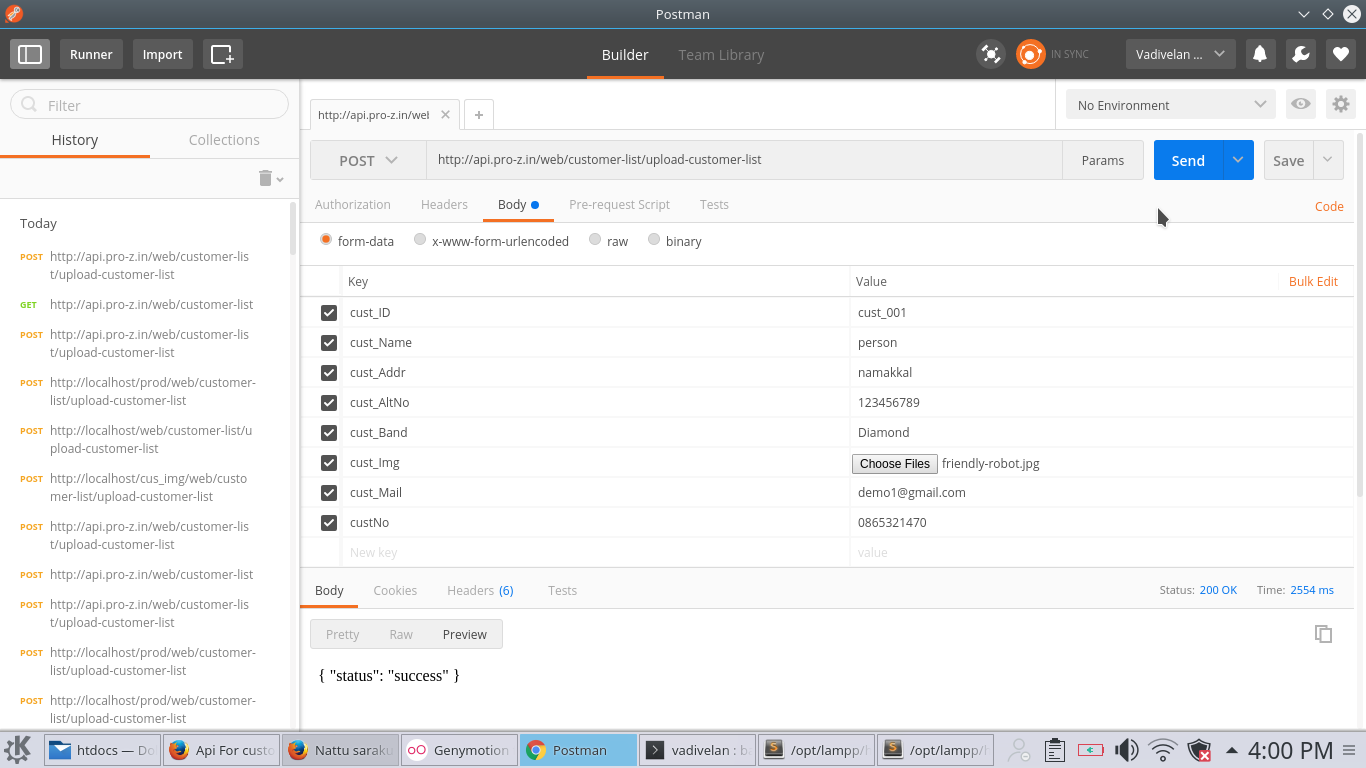 Postman
Runner
Import
Builder
Team Library
IN SYNC
Vadivelan ...
Filter
History
Collections
Today
POST http://api.pro-z.in/web/customer-lis
t/upload-customer-list
GET http://api.pro-z.in/web/customer-list
POST http://api.pro-z.in/web/customer-lis
t/upload-customer-list
POST http://localhost/prod/web/customer-
list/upload-customer-list
POST http://localhost/web/customer-list/u
pload-customer-list
POST http://localhost/cus_img/web/custo
mer-list/upload-customer-list
POST http://api.pro-z.in/web/customer-lis
t/upload-customer-list
POST http://api.pro-z.in/web/customer-list
POST http://api.pro-z.in/web/customer-lis
t/upload-customer-list
POST http://localhost/prod/web/customer-
list/upload-customer-list
POST http://localhost/prod/web/customer-
list/upload-customer-list
http://api.pro-z.in/wel
No Environment
POST http://api.pro-z.in/web/customer-list/upload-customer-list Params Send Save
Authorization Headers Body Pre-request Script Tests Code
form-data x-www-form-urlencoded raw binary
Key Value Bulk Edit
cust_ID cust_001
cust_Name person
cust_Addr namakkal
cust_AltNo 123456789
cust_Band Diamond
cust_Img Choose Files friendly-robot.jpg
cust_Mail demo1@gmail.com
custNo 0865321470
New key value
Body Cookies Headers (6) Tests Status: 200 OK Time: 2554 ms
Pretty Raw Preview
{ "status": "success" }
htdocs — Do
Api For custo
Nattu saraku
Genymotion
Postman
vadivelan : ba
/opt/lampp/h
/opt/lampp/h
4:00 PM